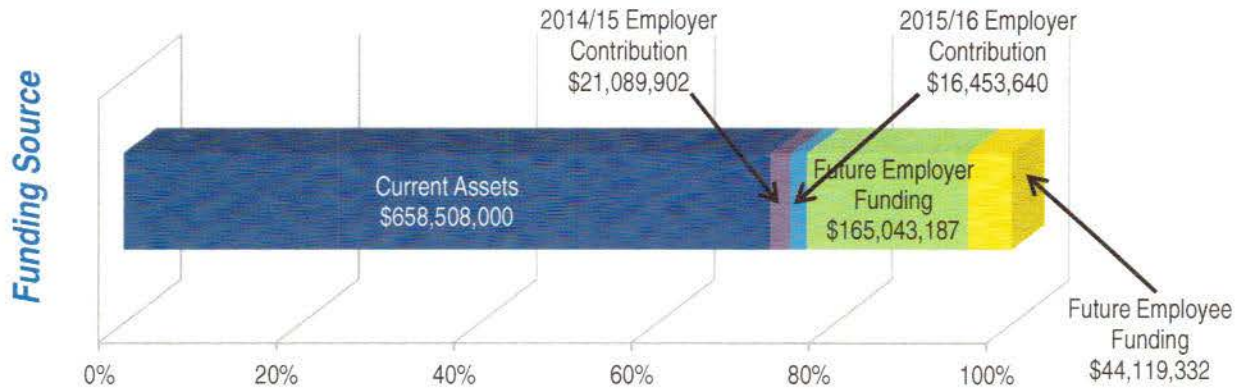 Funding Source
2014/15 Employer
Contribution
$21,089,902
2015/16 Employer
Contribution
$16,453,640
Current Assets
$658,508,000
Future Employer
Funding
$165,043,187
Future Employee
Funding
$44,119,332
0%
20%
40%
60%
80%
100%